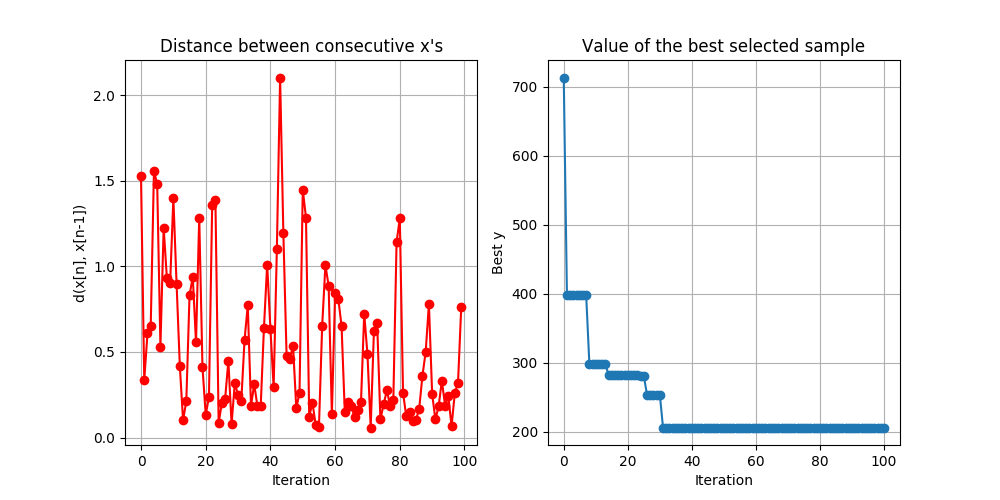 Distance between consecutive x's
d(x[n], x[n-1])
2.0
1.5
1.0
0.5
0.0
0 20 40 60 80 100
Iteration
Value of the best selected sample
Best y
700
600
500
400
300
200
0 20 40 60 80 100
Iteration